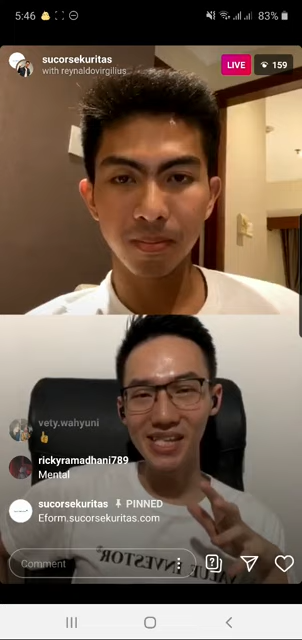 5:46
83%
sucorsekuritas
with reynaldovirgilius
LIVE
159
vety.wahyuni
👍
rickyramadhani789
Mental
sucorsekuritas PINNED
Eform.sucorsekuritas.com
VALUE INVESTOR
Comment